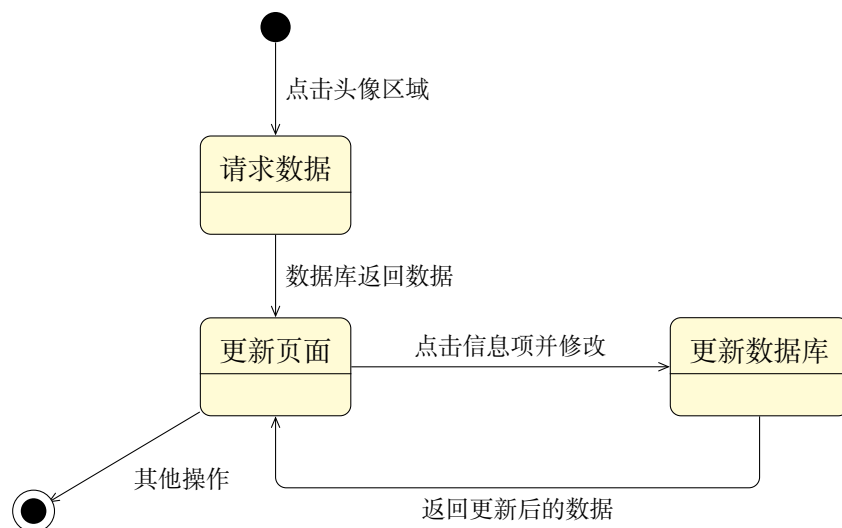 点击头像区域
请求数据
数据库返回数据
更新页面
点击信息项并修改
更新数据库
其他操作
返回更新后的数据